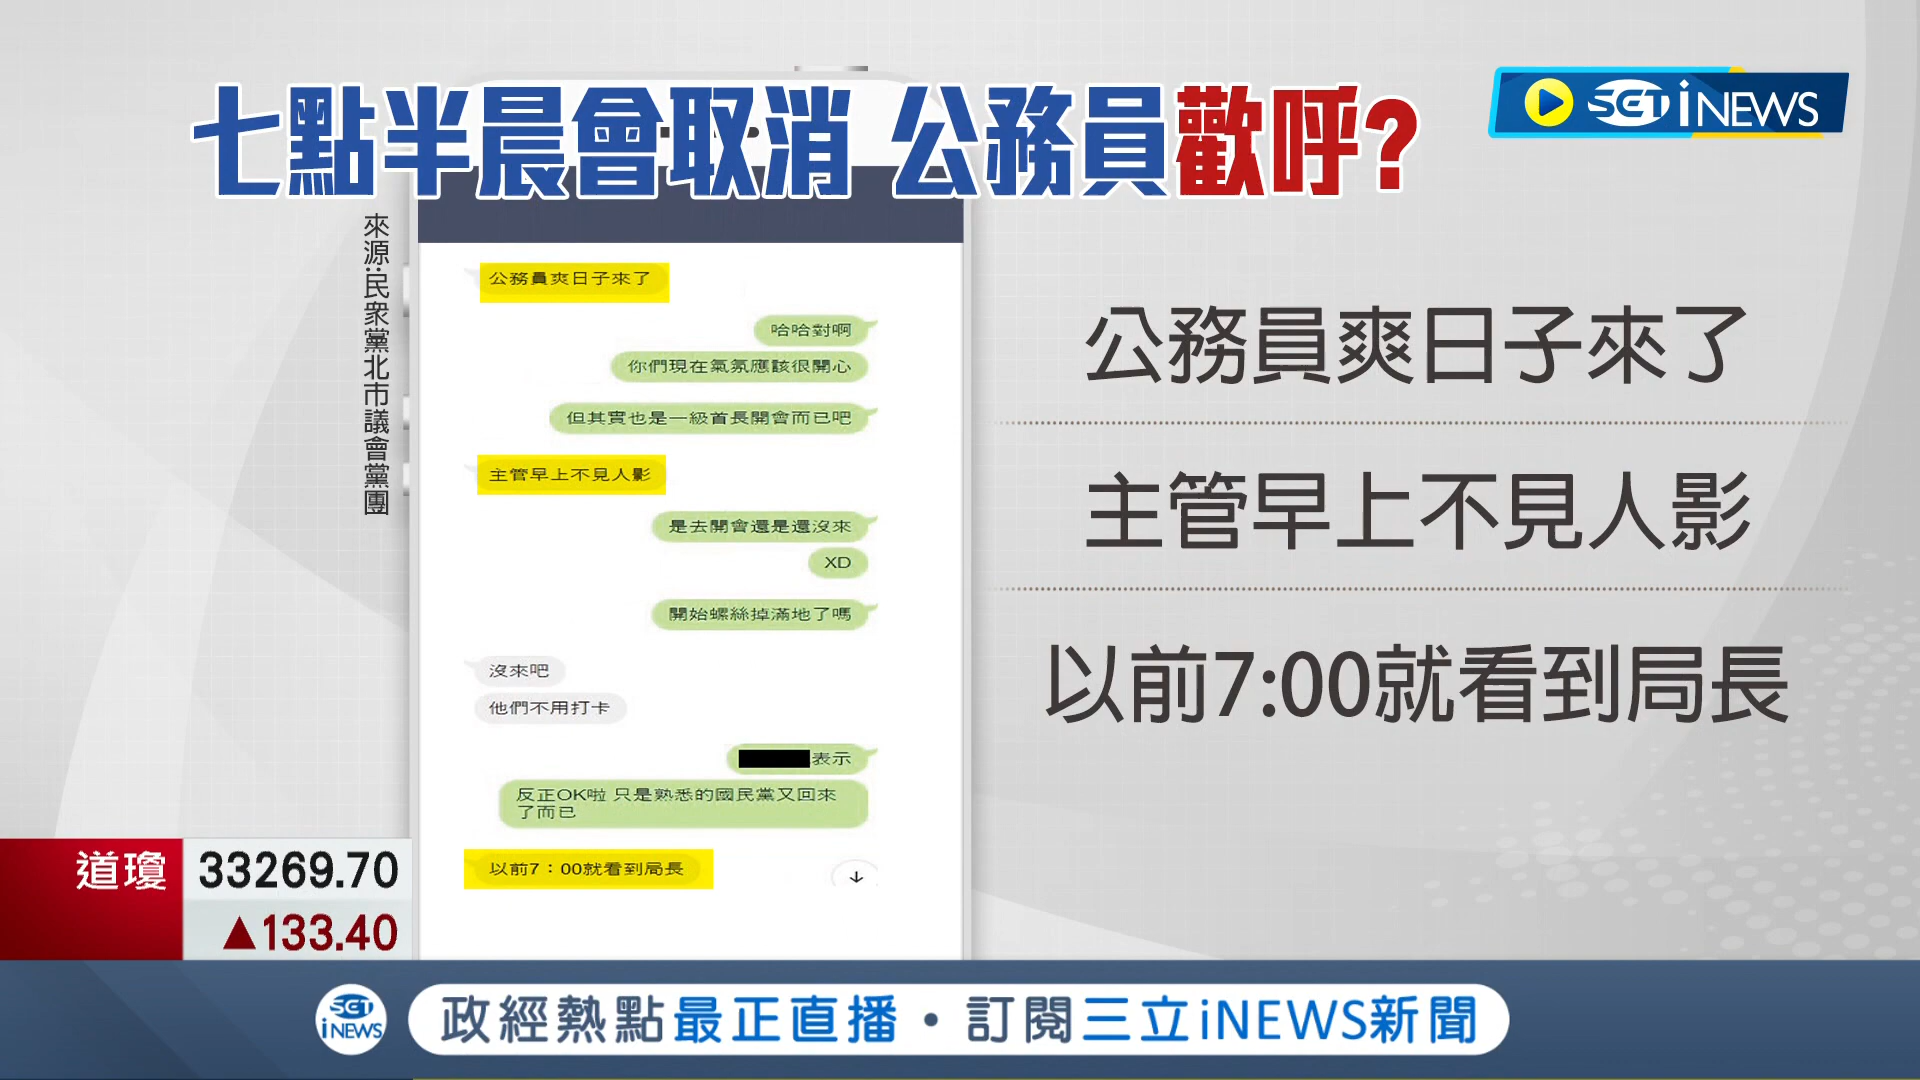 七點半晨會取消 公務員歡呼?
SET iNEWS
來源:民眾黨北市議會黨團
公務員爽日子來了
哈哈對啊
你們現在氣氛應該很開心
但其實也是一級首長開會而已吧
主管早上不見人影
是去開會還是還沒來
XD
開始螺絲掉滿地了嗎
沒來吧
他們不用打卡
表示
反正OK啦 只是熟悉的國民黨又回來
了而已
以前7：00就看到局長
公務員爽日子來了
主管早上不見人影
以前7:00就看到局長
道瓊 33269.70
▲133.40
SET iNEWS
政經熱點最正直播・訂閱三立iNEWS新聞